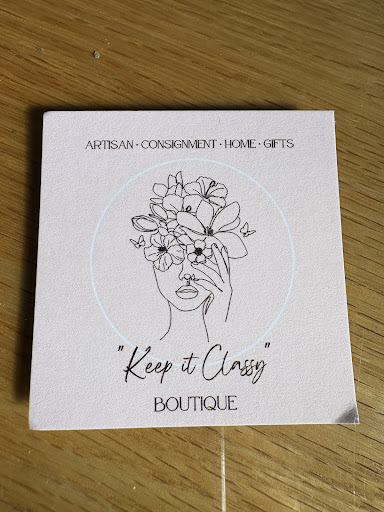 ARTISAN · CONSIGNMENT · HOME · GIFTS
"Keep it Classy"
BOUTIQUE